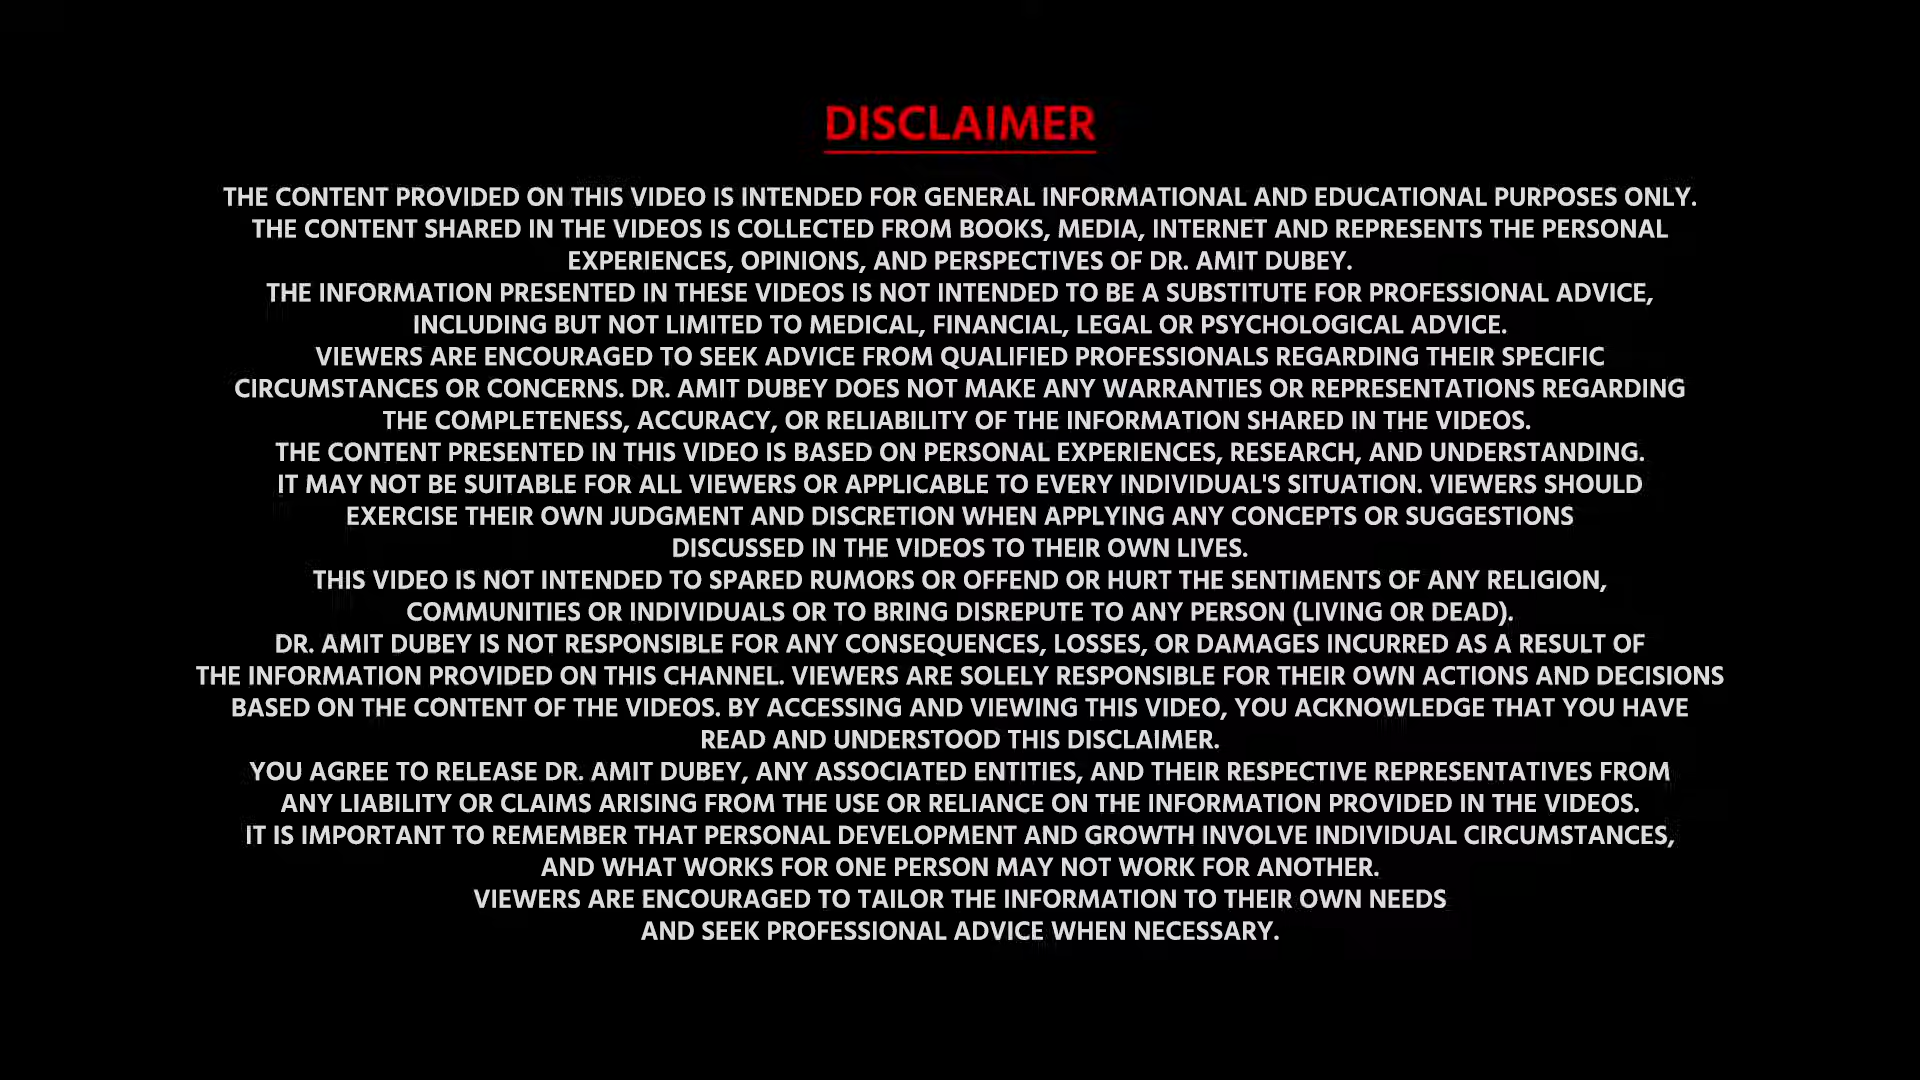 DISCLAIMER
THE CONTENT PROVIDED ON THIS VIDEO IS INTENDED FOR GENERAL INFORMATIONAL AND EDUCATIONAL PURPOSES ONLY.
THE CONTENT SHARED IN THE VIDEOS IS COLLECTED FROM BOOKS, MEDIA, INTERNET AND REPRESENTS THE PERSONAL
EXPERIENCES, OPINIONS, AND PERSPECTIVES OF DR. AMIT DUBEY.
THE INFORMATION PRESENTED IN THESE VIDEOS IS NOT INTENDED TO BE A SUBSTITUTE FOR PROFESSIONAL ADVICE,
INCLUDING BUT NOT LIMITED TO MEDICAL, FINANCIAL, LEGAL OR PSYCHOLOGICAL ADVICE.
VIEWERS ARE ENCOURAGED TO SEEK ADVICE FROM QUALIFIED PROFESSIONALS REGARDING THEIR SPECIFIC
CIRCUMSTANCES OR CONCERNS. DR. AMIT DUBEY DOES NOT MAKE ANY WARRANTIES OR REPRESENTATIONS REGARDING
THE COMPLETENESS, ACCURACY, OR RELIABILITY OF THE INFORMATION SHARED IN THE VIDEOS.
THE CONTENT PRESENTED IN THIS VIDEO IS BASED ON PERSONAL EXPERIENCES, RESEARCH, AND UNDERSTANDING.
IT MAY NOT BE SUITABLE FOR ALL VIEWERS OR APPLICABLE TO EVERY INDIVIDUAL'S SITUATION. VIEWERS SHOULD
EXERCISE THEIR OWN JUDGMENT AND DISCRETION WHEN APPLYING ANY CONCEPTS OR SUGGESTIONS
DISCUSSED IN THE VIDEOS TO THEIR OWN LIVES.
THIS VIDEO IS NOT INTENDED TO SPARED RUMORS OR OFFEND OR HURT THE SENTIMENTS OF ANY RELIGION,
COMMUNITIES OR INDIVIDUALS OR TO BRING DISREPUTE TO ANY PERSON (LIVING OR DEAD).
DR. AMIT DUBEY IS NOT RESPONSIBLE FOR ANY CONSEQUENCES, LOSSES, OR DAMAGES INCURRED AS A RESULT OF
THE INFORMATION PROVIDED ON THIS CHANNEL. VIEWERS ARE SOLELY RESPONSIBLE FOR THEIR OWN ACTIONS AND DECISIONS
BASED ON THE CONTENT OF THE VIDEOS. BY ACCESSING AND VIEWING THIS VIDEO, YOU ACKNOWLEDGE THAT YOU HAVE
READ AND UNDERSTOOD THIS DISCLAIMER.
YOU AGREE TO RELEASE DR. AMIT DUBEY, ANY ASSOCIATED ENTITIES, AND THEIR RESPECTIVE REPRESENTATIVES FROM
ANY LIABILITY OR CLAIMS ARISING FROM THE USE OR RELIANCE ON THE INFORMATION PROVIDED IN THE VIDEOS.
IT IS IMPORTANT TO REMEMBER THAT PERSONAL DEVELOPMENT AND GROWTH INVOLVE INDIVIDUAL CIRCUMSTANCES,
AND WHAT WORKS FOR ONE PERSON MAY NOT WORK FOR ANOTHER.
VIEWERS ARE ENCOURAGED TO TAILOR THE INFORMATION TO THEIR OWN NEEDS
AND SEEK PROFESSIONAL ADVICE WHEN NECESSARY.